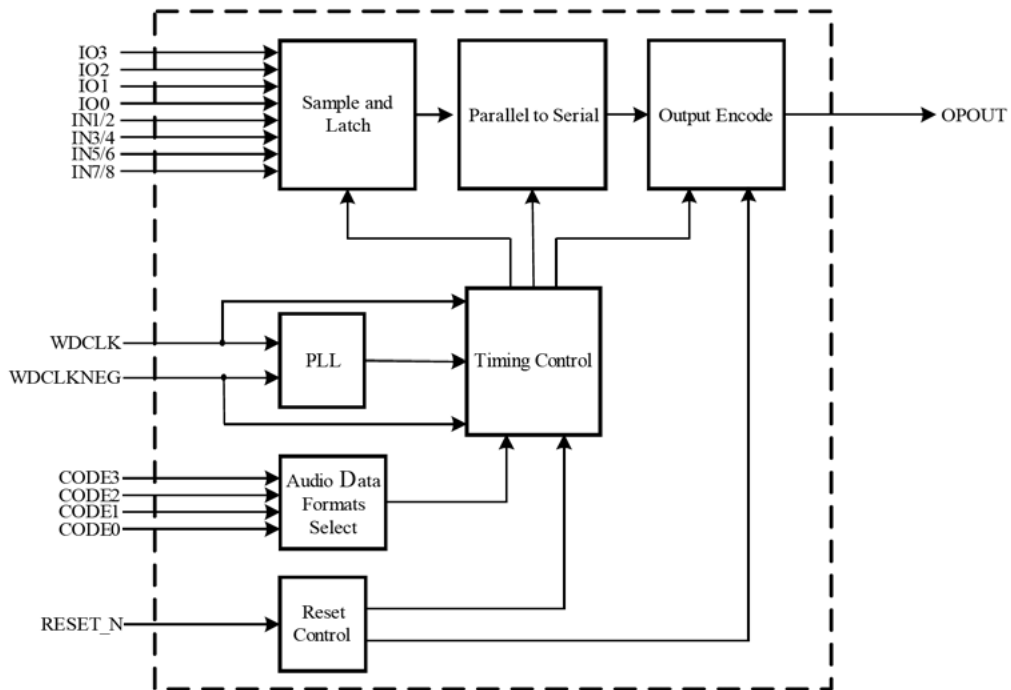 IO3
IO2
IO1
IO0
IN1/2
IN3/4
IN5/6
IN7/8
Sample and
Latch
Parallel to Serial
Output Encode
OPOUT
WDCLK
WDCLKNEG
PLL
Timing Control
CODE3
CODE2
CODE1
CODE0
Audio Data
Formats
Select
RESET_N
Reset
Control